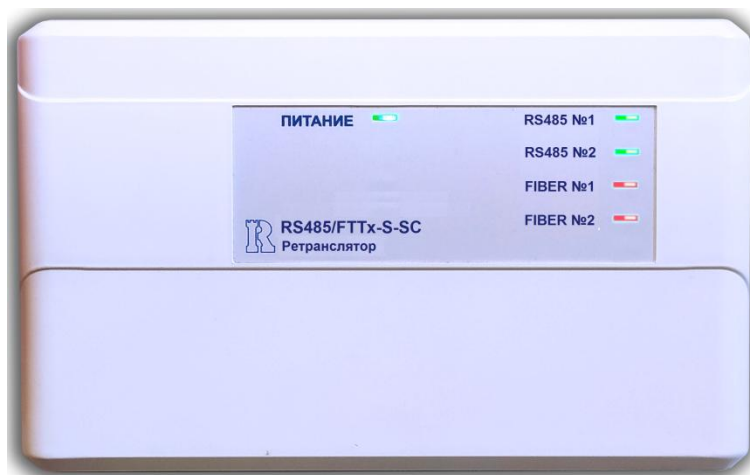 ПИТАНИЕ
RS485 №1
RS485 №2
FIBER №1
FIBER №2
R
RS485/FTTx-S-SC
Ретранслятор